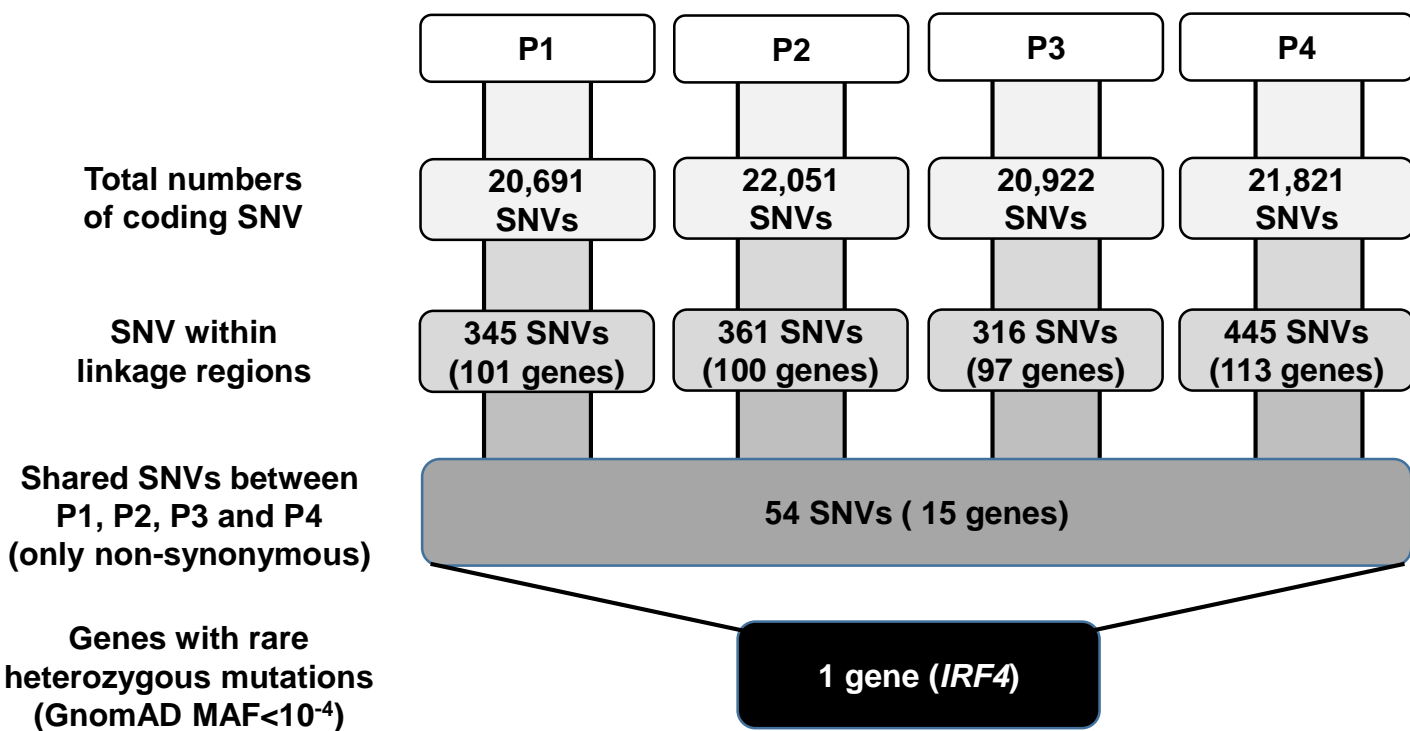 P1
P2
P3
P4
Total numbers
of coding SNV
20,691
SNVs
22,051
SNVs
20,922
SNVs
21,821
SNVs
SNV within
linkage regions
345 SNVs
(101 genes)
361 SNVs
(100 genes)
316 SNVs
(97 genes)
445 SNVs
(113 genes)
Shared SNVs between
P1, P2, P3 and P4
(only non-synonymous)
54 SNVs ( 15 genes)
Genes with rare
heterozygous mutations
(GnomAD MAF<10⁻⁴)
1 gene (IRF4)